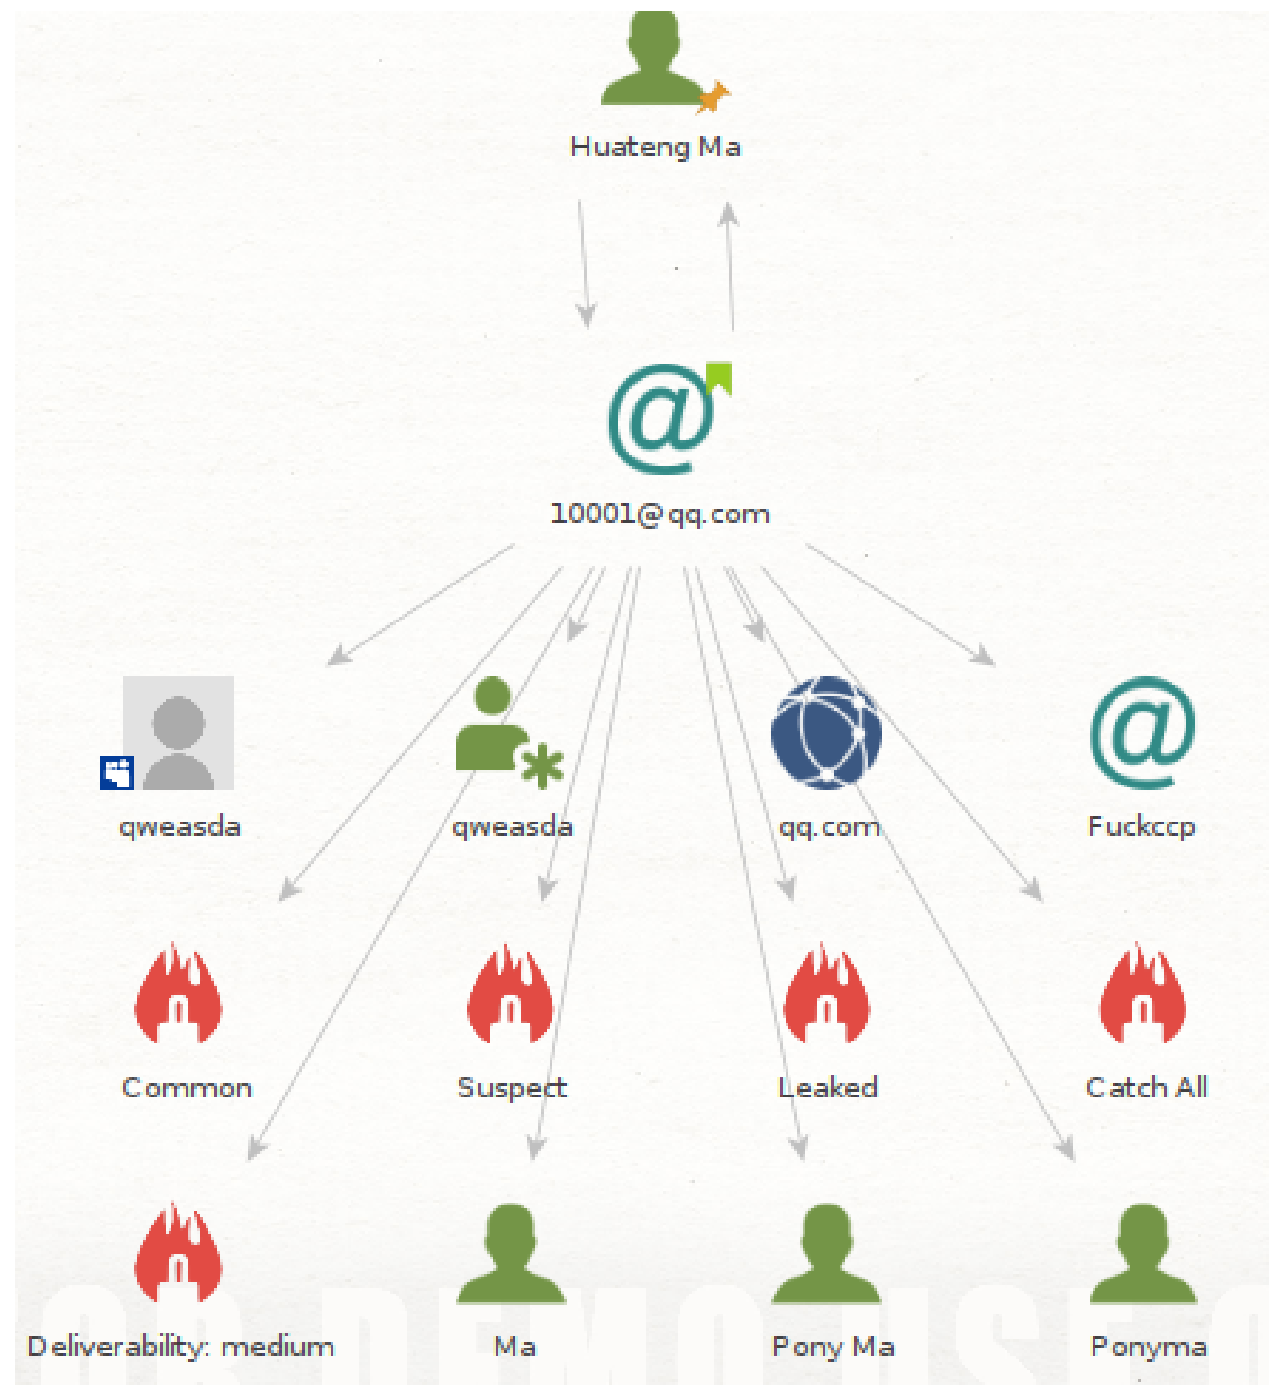 Huateng Ma
10001@qq.com
qweasda
qweasda
qq.com
Fuckccp
Common
Suspect
Leaked
Catch All
Deliverability: medium
Ma
Pony Ma
Ponyma